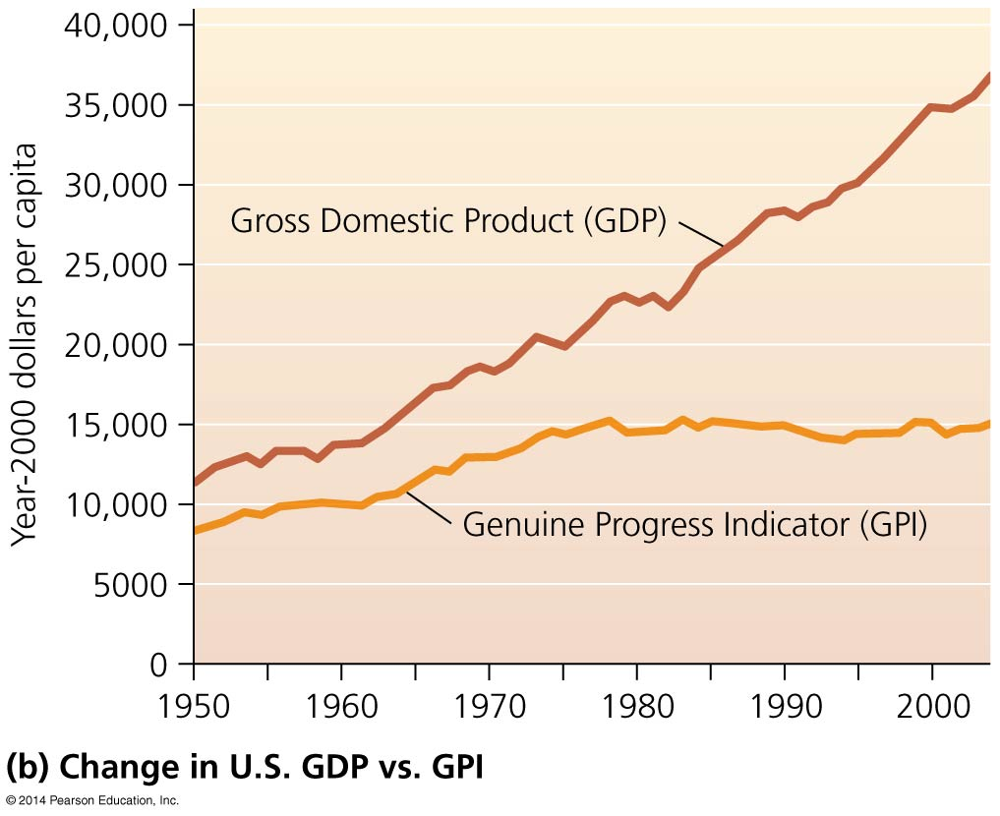 40,000
35,000
30,000
25,000
20,000
15,000
10,000
5000
0
Year-2000 dollars per capita
Gross Domestic Product (GDP)
Genuine Progress Indicator (GPI)
1950 1960 1970 1980 1990 2000
(b) Change in U.S. GDP vs. GPI
© 2014 Pearson Education, Inc.